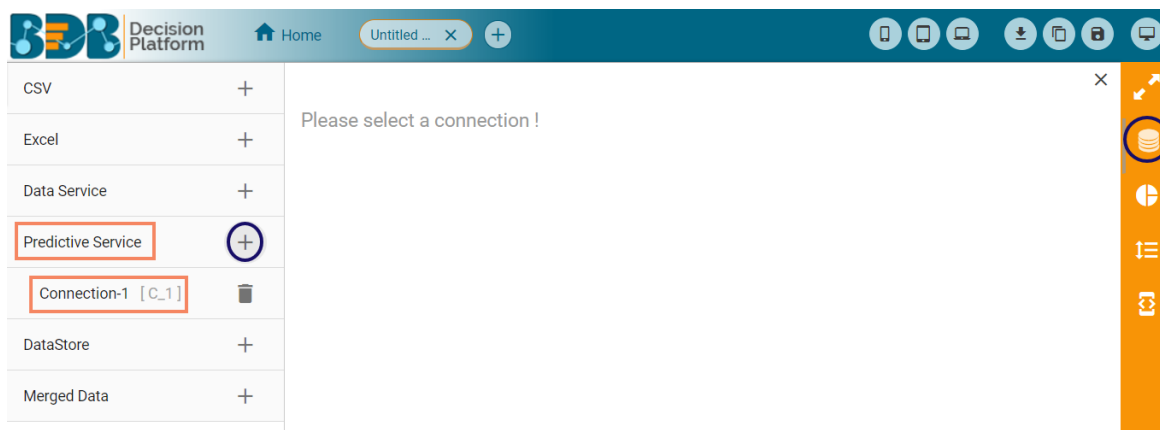 BDB Decision Platform
Home
Untitled ...
CSV
Please select a connection !
Excel
Data Service
Predictive Service
Connection-1 [ C_1 ]
DataStore
Merged Data